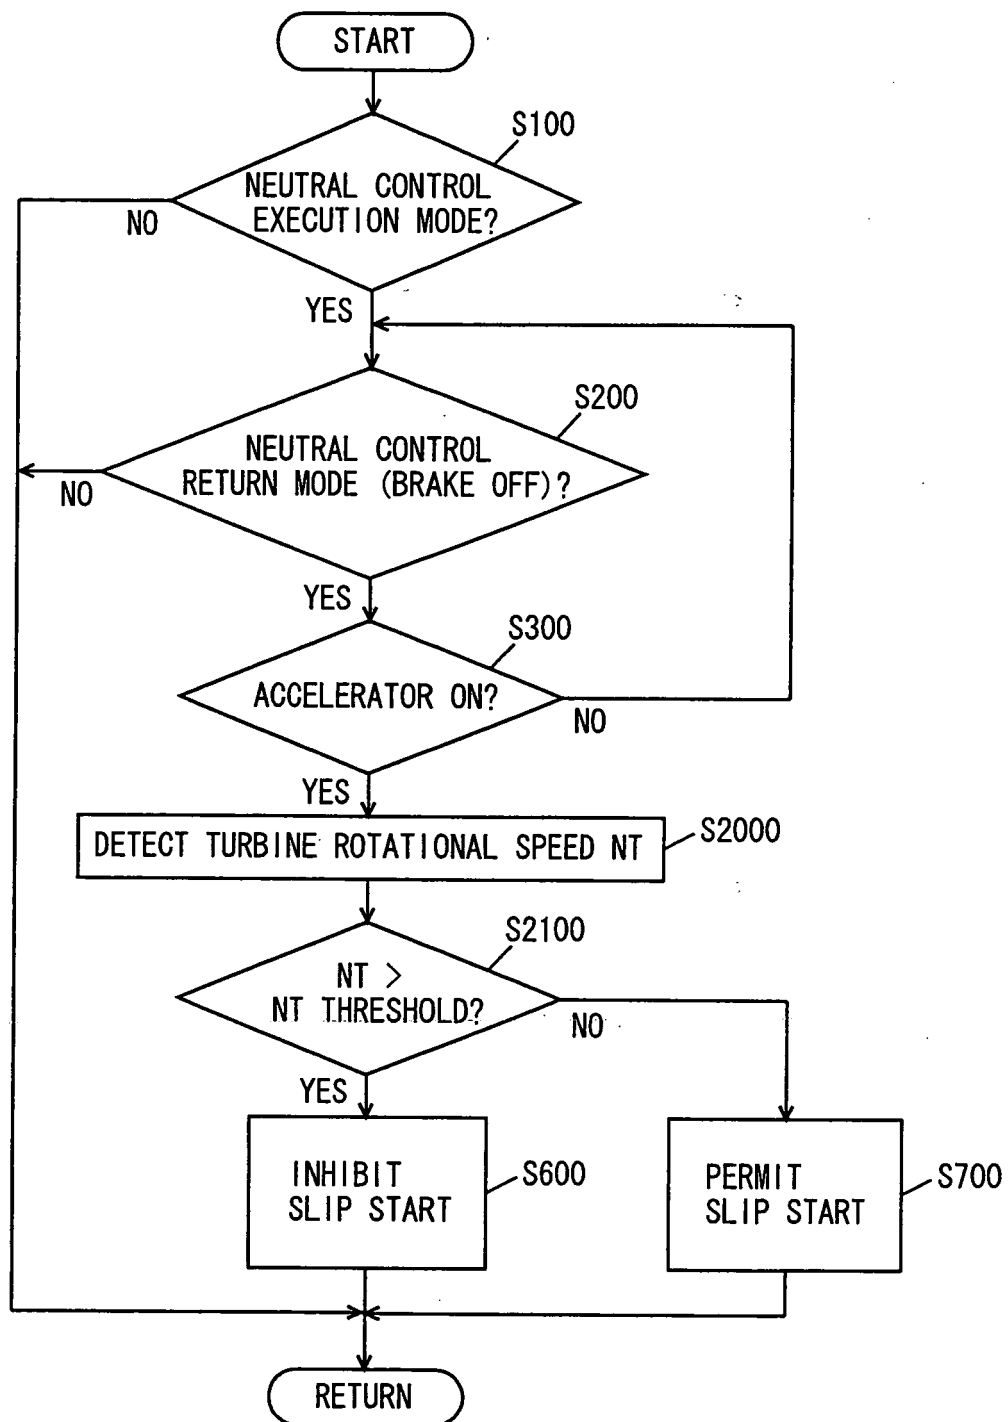 START
S100
NEUTRAL CONTROL
EXECUTION MODE?
NO
YES
S200
NEUTRAL CONTROL
RETURN MODE (BRAKE OFF)?
NO
YES
S300
ACCELERATOR ON?
NO
YES
DETECT TURBINE ROTATIONAL SPEED NT
S2000
S2100
NT >
NT THRESHOLD?
NO
YES
INHIBIT
SLIP START
S600
PERMIT
SLIP START
S700
RETURN